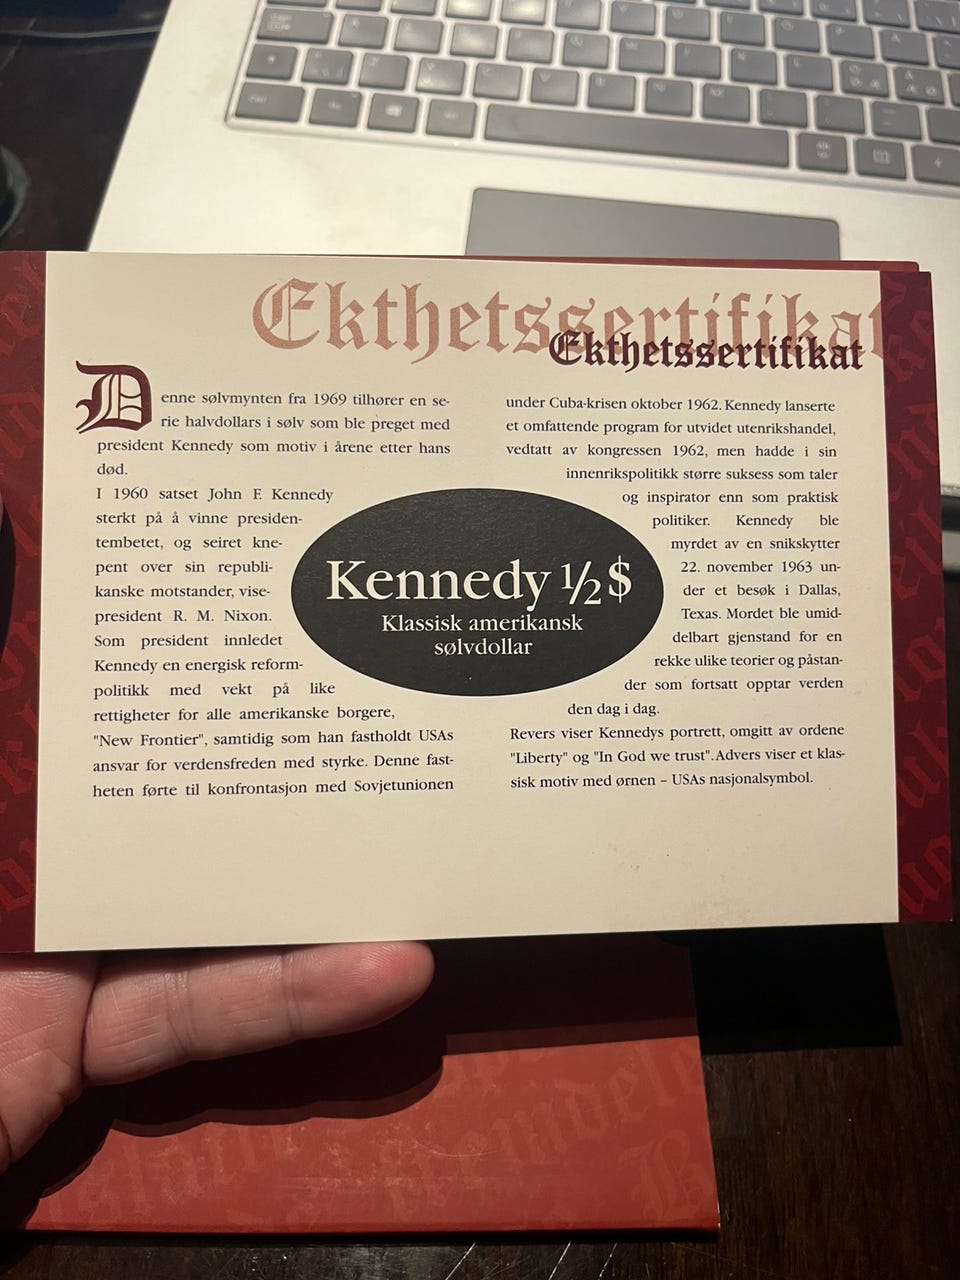 Ekthetssertifikat
Ekthetssertifikat
Denne sølvmynten fra 1969 tilhører en se-
rie halvdollars i sølv som ble preget med
president Kennedy som motiv i årene etter hans
død.
I 1960 satset John F. Kennedy
sterkt på å vinne presiden-
tembetet, og seiret kne-
pent over sin republi-
kanske motstander, vise-
president R. M. Nixon.
Som president innledet
Kennedy en energisk reform-
politikk med vekt på like
rettigheter for alle amerikanske borgere,
"New Frontier", samtidig som han fastholdt USAs
ansvar for verdensfreden med styrke. Denne fast-
heten førte til konfrontasjon med Sovjetunionen
Kennedy ½ $
Klassisk amerikansk
sølvdollar
under Cuba-krisen oktober 1962. Kennedy lanserte
et omfattende program for utvidet utenrikshandel,
vedtatt av kongressen 1962, men hadde i sin
innenrikspolitikk større suksess som taler
og inspirator enn som praktisk
politiker. Kennedy ble
myrdet av en snikskytter
22. november 1963 un-
der et besøk i Dallas,
Texas. Mordet ble umid-
delbart gjenstand for en
rekke ulike teorier og påstan-
der som fortsatt opptar verden
den dag i dag.
Revers viser Kennedys portrett, omgitt av ordene
"Liberty" og "In God we trust". Advers viser et klas-
sisk motiv med ørnen – USAs nasjonalsymbol.